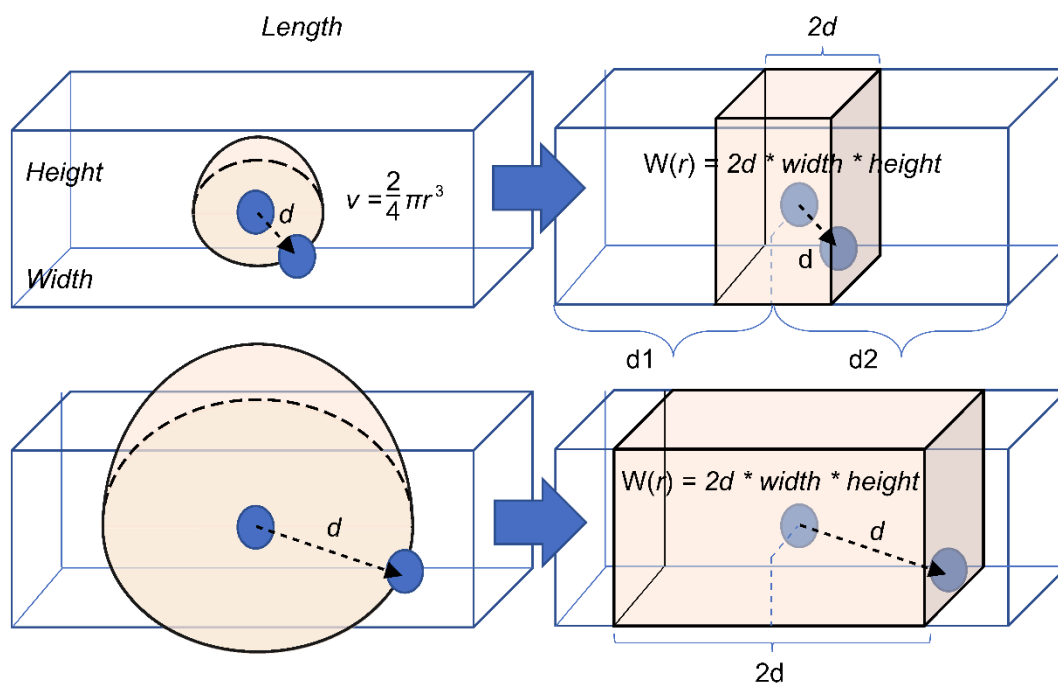 Length
2d
Height
d
v = 2/4 πr³
W(r) = 2d * width * height
Width
d
d1
d2
d
W(r) = 2d * width * height
d
2d